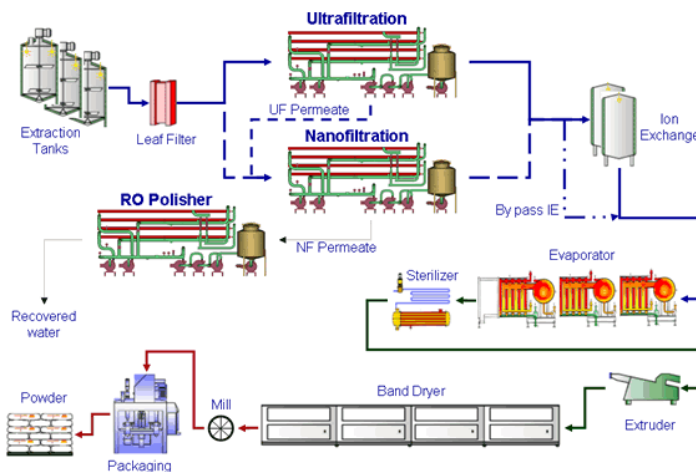 Ultrafiltration
Extraction
Tanks
Leaf Filter
UF Permeate
Nanofiltration
Ion
Exchange
By pass IE
RO Polisher
NF Permeate
Recovered
water
Sterilizer
Evaporator
Powder
Packaging
Mill
Band Dryer
Extruder